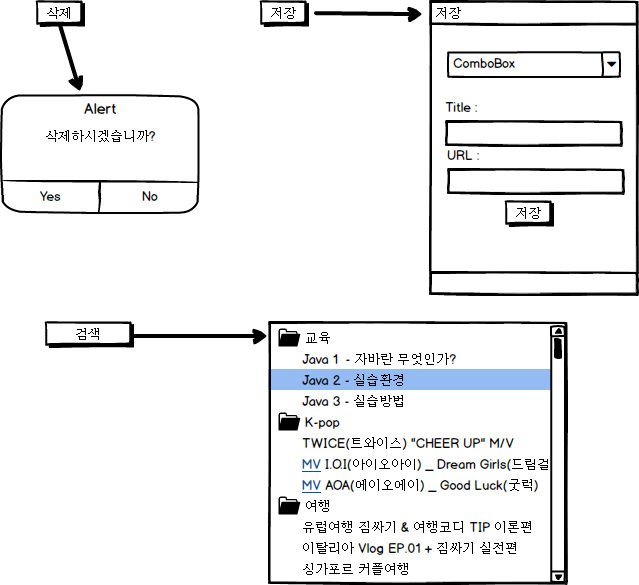 삭제
저장
저장
ComboBox
Title :
URL :
저장
Alert
삭제하시겠습니까?
Yes
No
검색
교육
Java 1 - 자바란 무엇인가?
Java 2 - 실습환경
Java 3 - 실습방법
K-pop
TWICE(트와이스) "CHEER UP" M/V
MV I.O.I(아이오아이) _ Dream Girls(드림걸
MV AOA(에이오에이) _ Good Luck(굿럭)
여행
유럽여행 짐싸기 & 여행코디 TIP 이론편
이탈리아 Vlog EP.01 + 짐싸기 실전편
싱가포르 커플여행